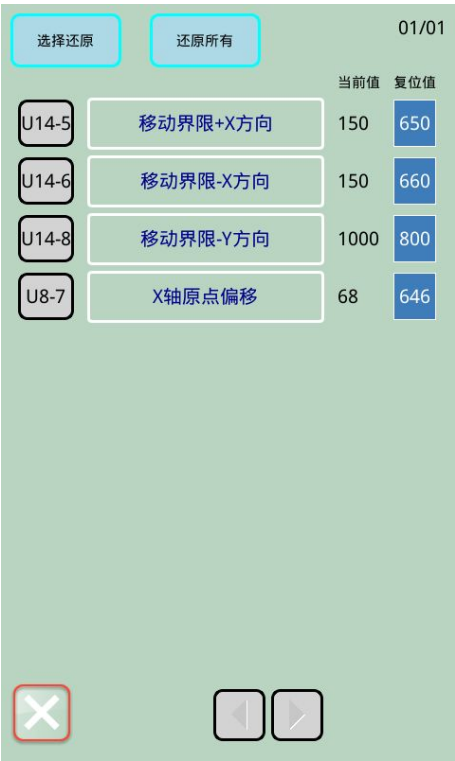 选择还原 还原所有 01/01
当前值 复位值
U14-5 移动界限+X方向 150 650
U14-6 移动界限-X方向 150 660
U14-8 移动界限-Y方向 1000 800
U8-7 X轴原点偏移 68 646